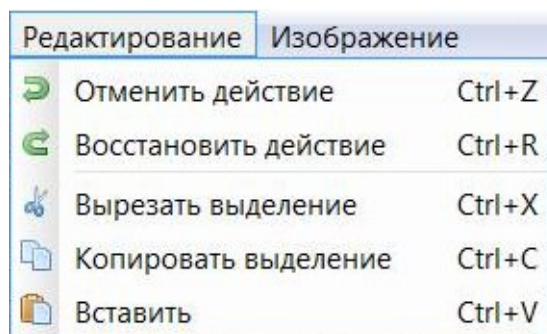 Редактирование Изображение
Отменить действие Ctrl+Z
Восстановить действие Ctrl+R
Вырезать выделение Ctrl+X
Копировать выделение Ctrl+C
Вставить Ctrl+V